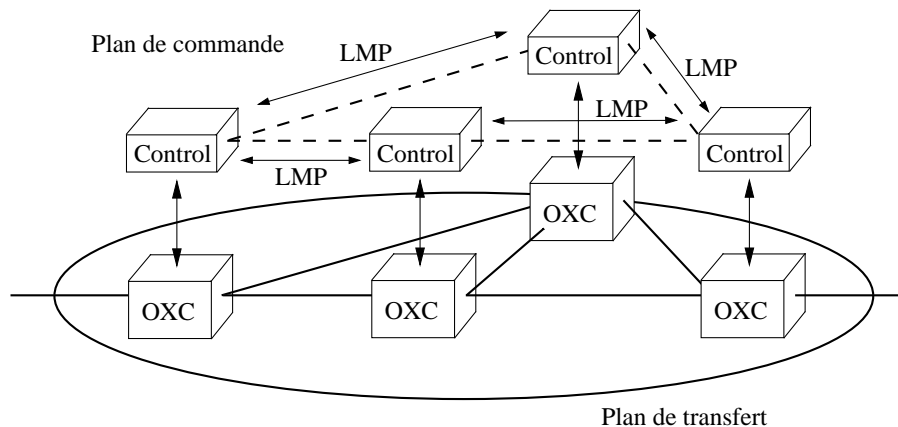 Plan de commande
LMP
Control
LMP
LMP
Control
Control
Control
LMP
OXC
OXC
OXC
OXC
Plan de transfert